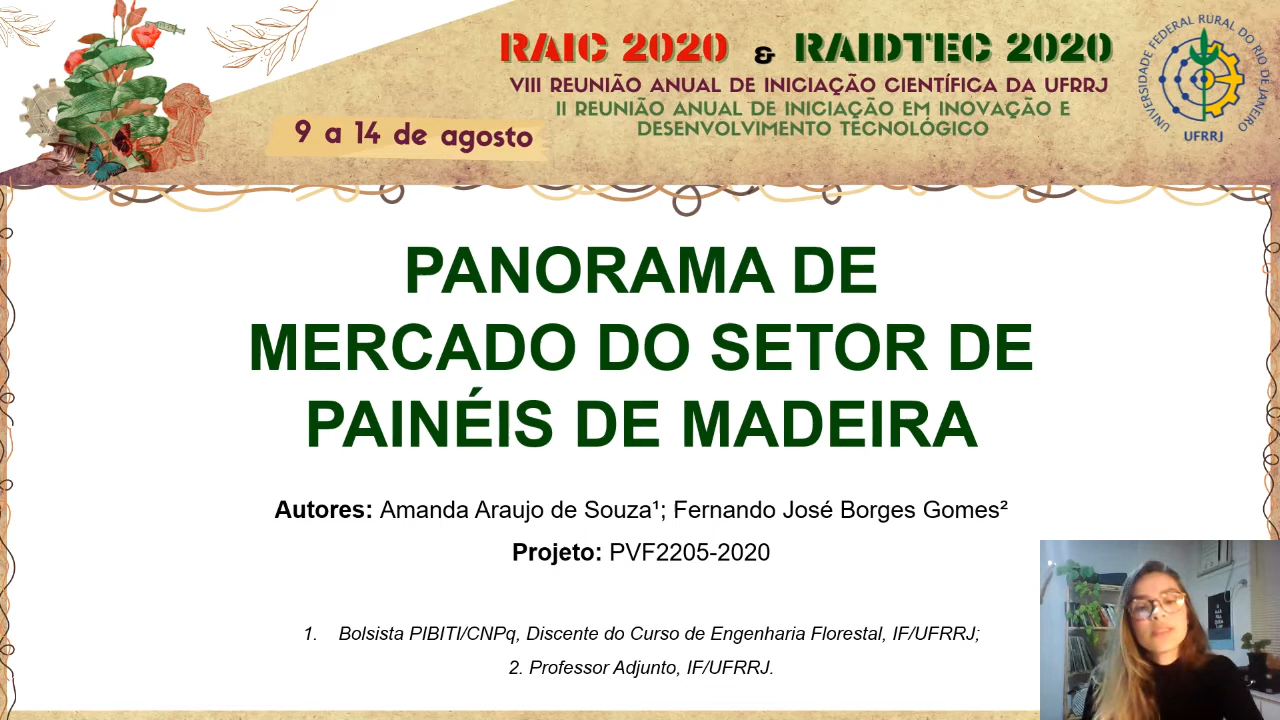 RAIC 2020 & RAIDTEC 2020
VIII REUNIÃO ANUAL DE INICIAÇÃO CIENTÍFICA DA UFRRJ
II REUNIÃO ANUAL DE INICIAÇÃO EM INOVAÇÃO E
DESENVOLVIMENTO TECNOLÓGICO
9 a 14 de agosto
UNIVERSIDADE FEDERAL RURAL DO RIO DE JANEIRO
UFRRJ
PANORAMA DE
MERCADO DO SETOR DE
PAINÉIS DE MADEIRA
Autores: Amanda Araujo de Souza¹; Fernando José Borges Gomes²
Projeto: PVF2205-2020
1. Bolsista PIBITI/CNPq, Discente do Curso de Engenharia Florestal, IF/UFRRJ;
2. Professor Adjunto, IF/UFRRJ.